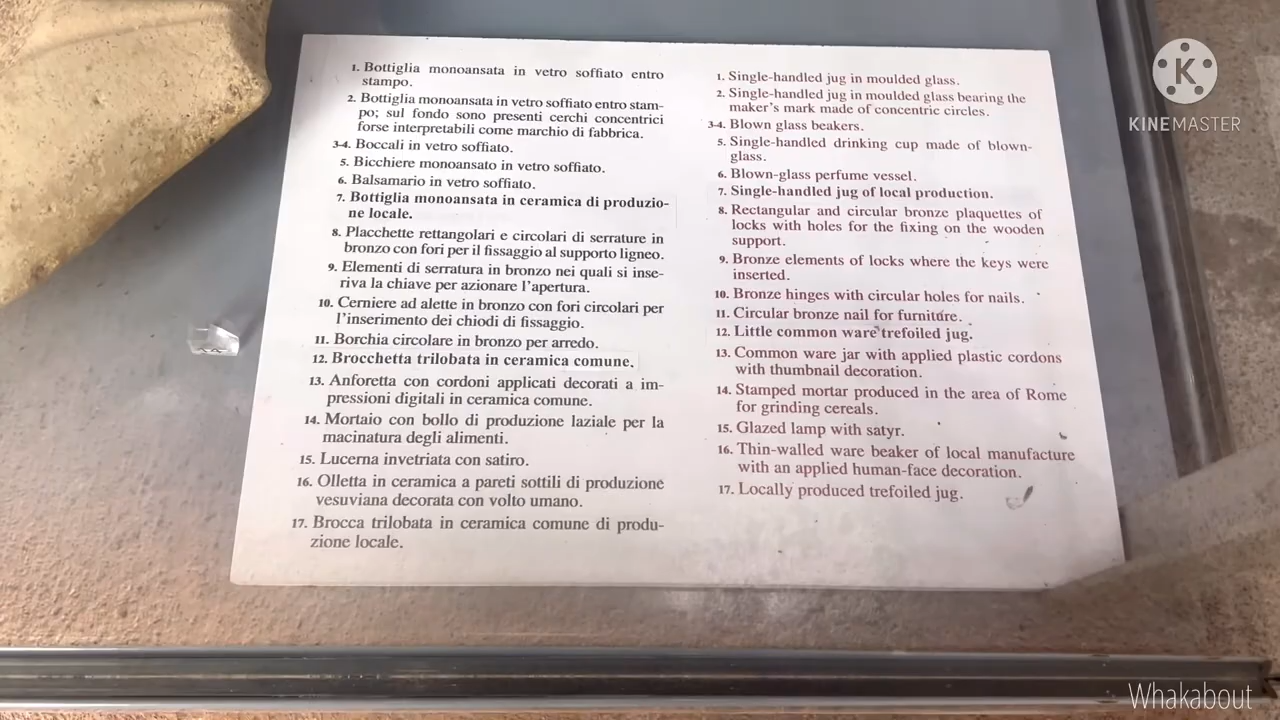 1. Bottiglia monoansata in vetro soffiato entro
stampo.
2. Bottiglia monoansata in vetro soffiato entro stam-
po; sul fondo sono presenti cerchi concentrici
forse interpretabili come marchio di fabbrica.
3-4. Boccali in vetro soffiato.
5. Bicchiere monoansato in vetro soffiato.
6. Balsamario in vetro soffiato.
7. Bottiglia monoansata in ceramica di produzio-
ne locale.
8. Placchette rettangolari e circolari di serrature in
bronzo con fori per il fissaggio al supporto ligneo.
9. Elementi di serratura in bronzo nei quali si inse-
riva la chiave per azionare l'apertura.
10. Cerniere ad alette in bronzo con fori circolari per
l'inserimento dei chiodi di fissaggio.
11. Borchia circolare in bronzo per arredo.
12. Brocchetta trilobata in ceramica comune.
13. Anforetta con cordoni applicati decorati a im-
pressioni digitali in ceramica comune.
14. Mortaio con bollo di produzione laziale per la
macinatura degli alimenti.
15. Lucerna invetriata con satiro.
16. Olletta in ceramica a pareti sottili di produzione
vesuviana decorata con volto umano.
17. Brocca trilobata in ceramica comune di produ-
zione locale.
1. Single-handled jug in moulded glass.
2. Single-handled jug in moulded glass bearing the
maker's mark made of concentric circles.
3-4. Blown glass beakers.
5. Single-handled drinking cup made of blown-
glass.
6. Blown-glass perfume vessel.
7. Single-handled jug of local production.
8. Rectangular and circular bronze plaquettes of
locks with holes for the fixing on the wooden
support.
9. Bronze elements of locks where the keys were
inserted.
10. Bronze hinges with circular holes for nails.
11. Circular bronze nail for furniture.
12. Little common ware trefoiled jug.
13. Common ware jar with applied plastic cordons
with thumbnail decoration.
14. Stamped mortar produced in the area of Rome
for grinding cereals.
15. Glazed lamp with satyr.
16. Thin-walled ware beaker of local manufacture
with an applied human-face decoration.
17. Locally produced trefoiled jug.
K
KINEMASTER
Whakabout